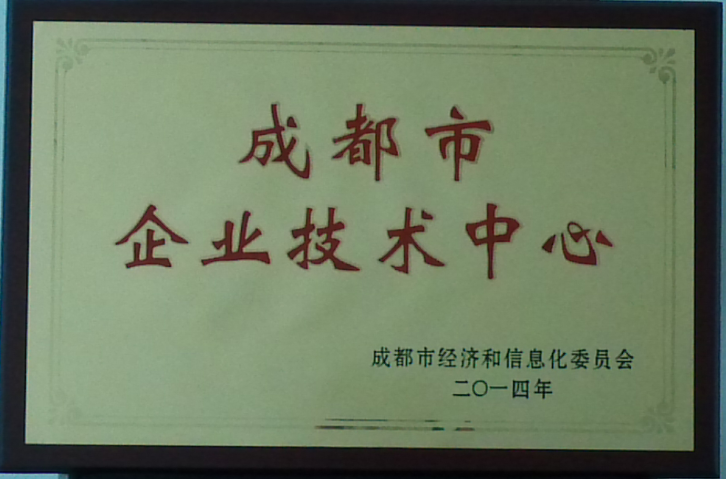 成都市
企业技术中心
成都市经济和信息化委员会
二〇一四年